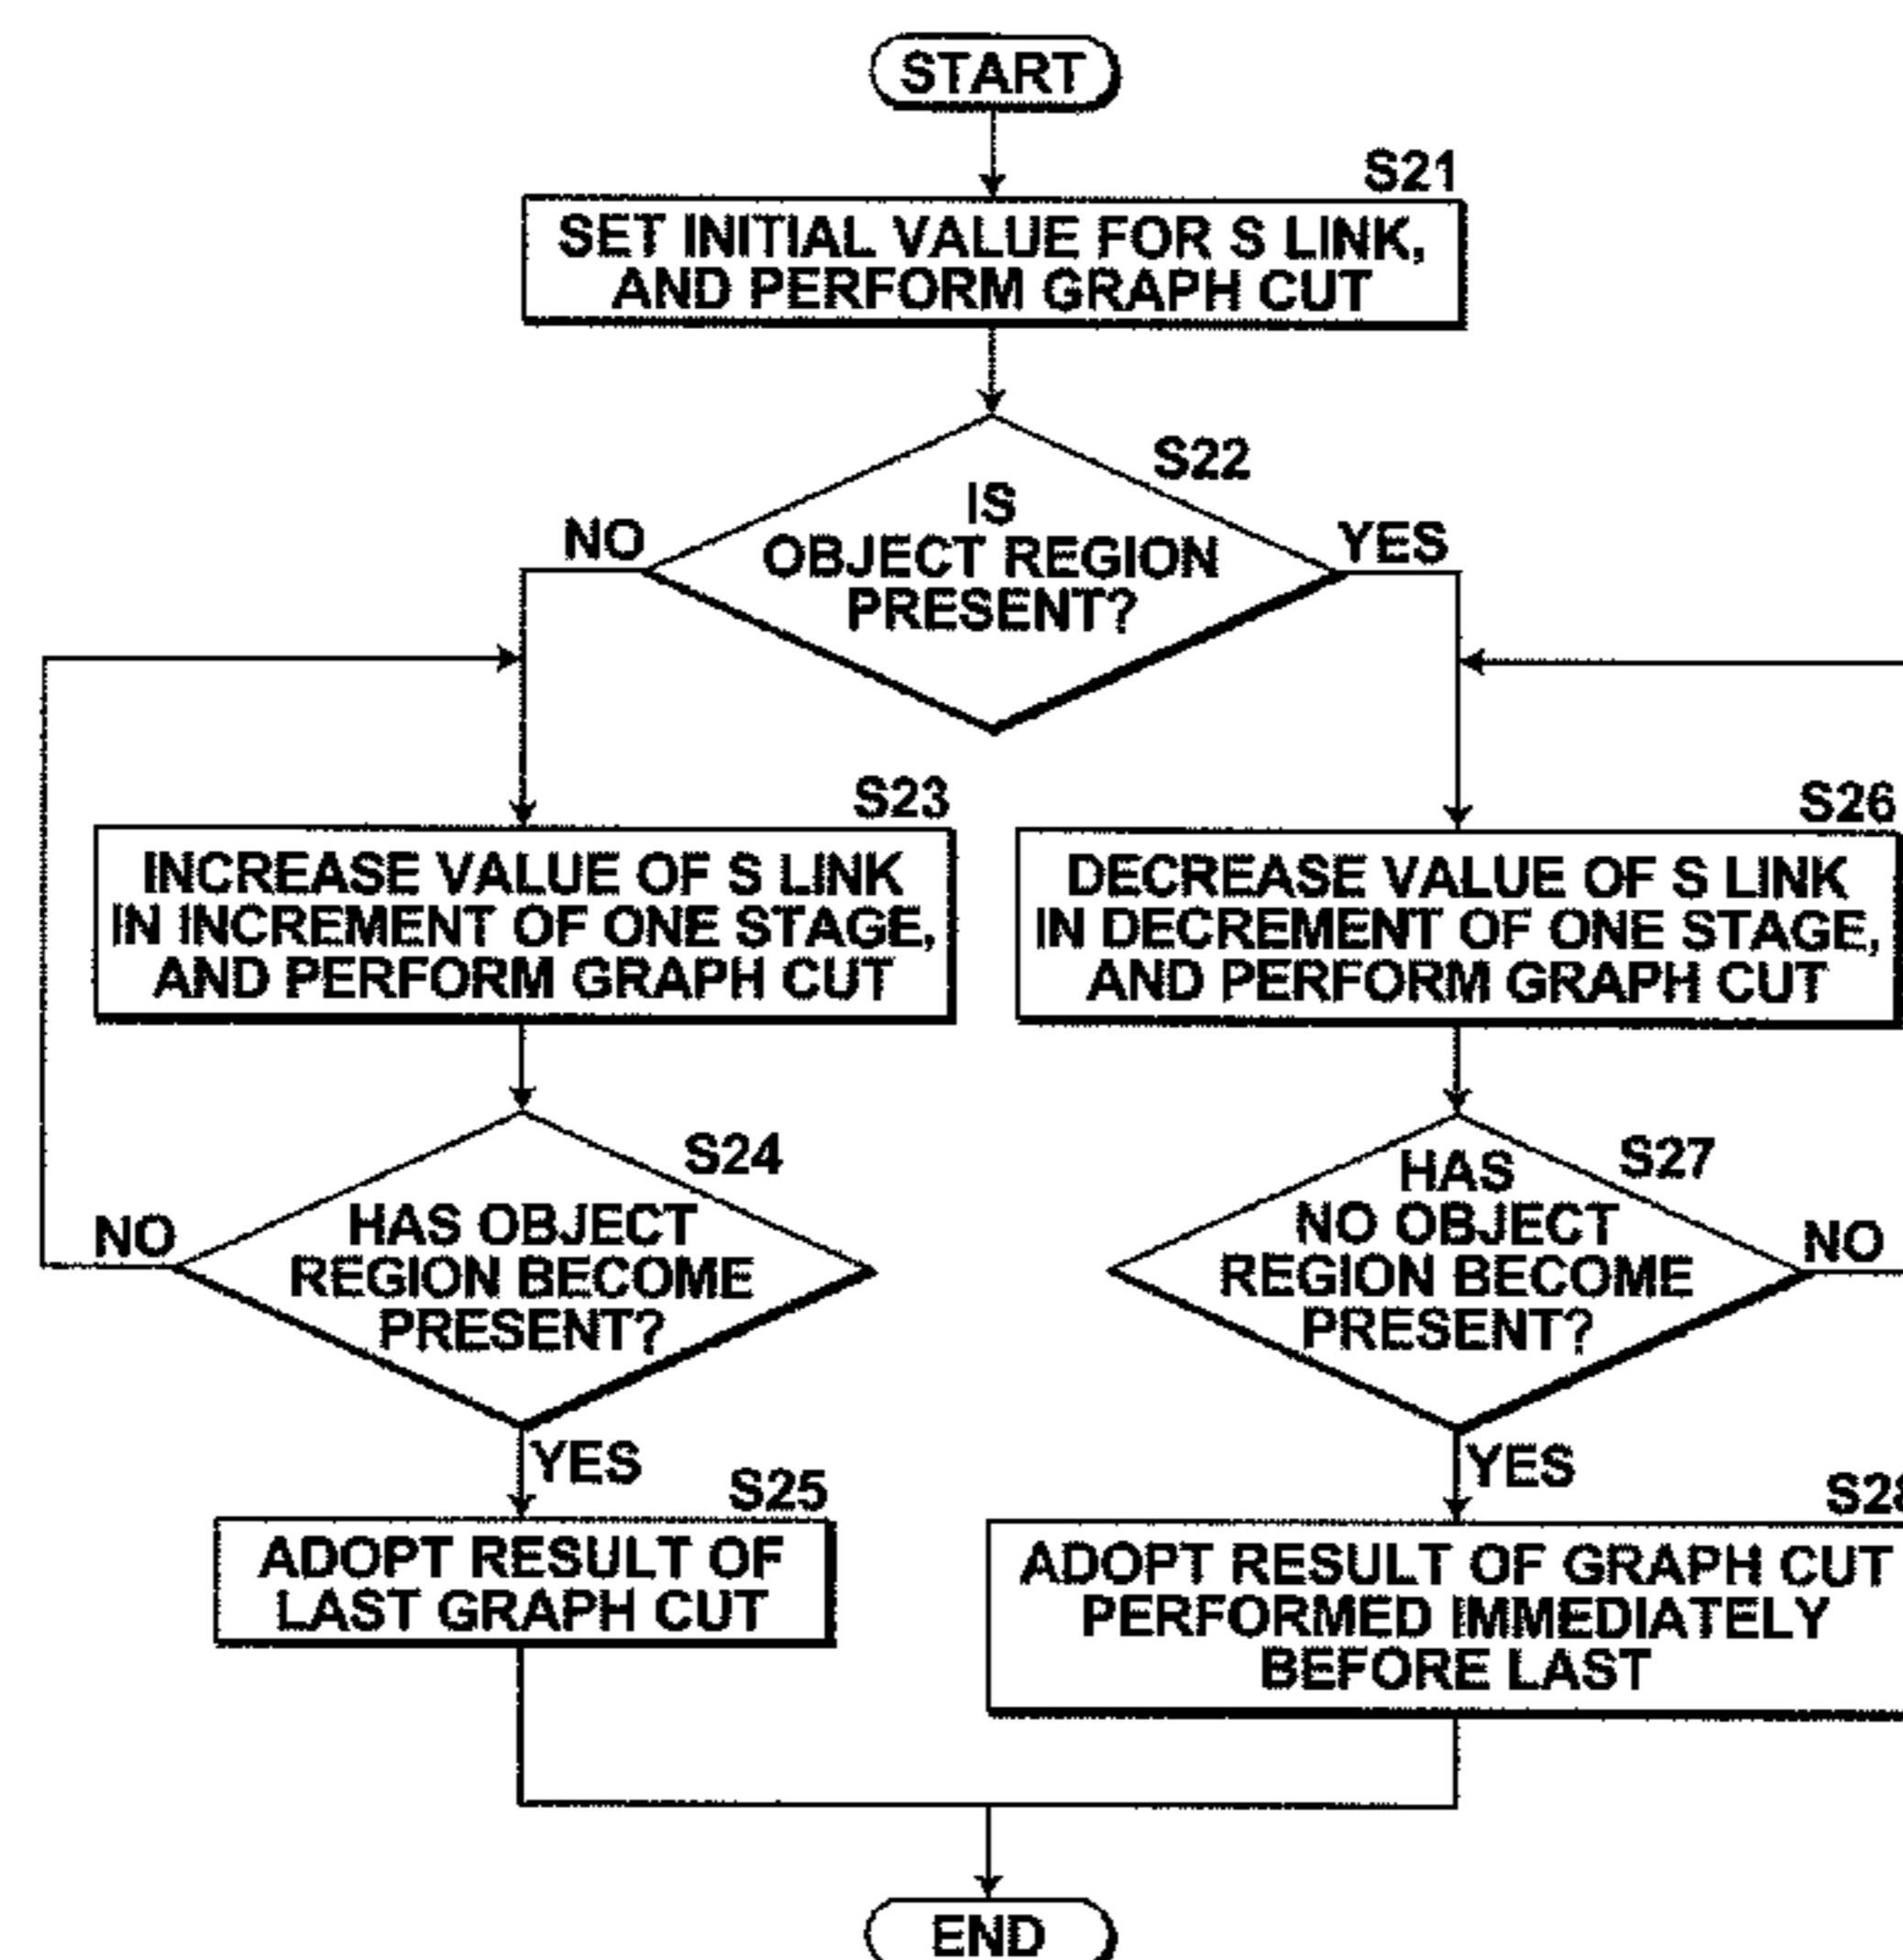 START
S21
SET INITIAL VALUE FOR S LINK,
AND PERFORM GRAPH CUT
S22
IS
OBJECT REGION
PRESENT?
NO
YES
S23
INCREASE VALUE OF S LINK
IN INCREMENT OF ONE STAGE,
AND PERFORM GRAPH CUT
S26
DECREASE VALUE OF S LINK
IN DECREMENT OF ONE STAGE,
AND PERFORM GRAPH CUT
S24
HAS OBJECT
REGION BECOME
PRESENT?
NO
YES
S27
HAS
NO OBJECT
REGION BECOME
PRESENT?
NO
YES
S25
ADOPT RESULT OF
LAST GRAPH CUT
S28
ADOPT RESULT OF GRAPH CUT
PERFORMED IMMEDIATELY
BEFORE LAST
END